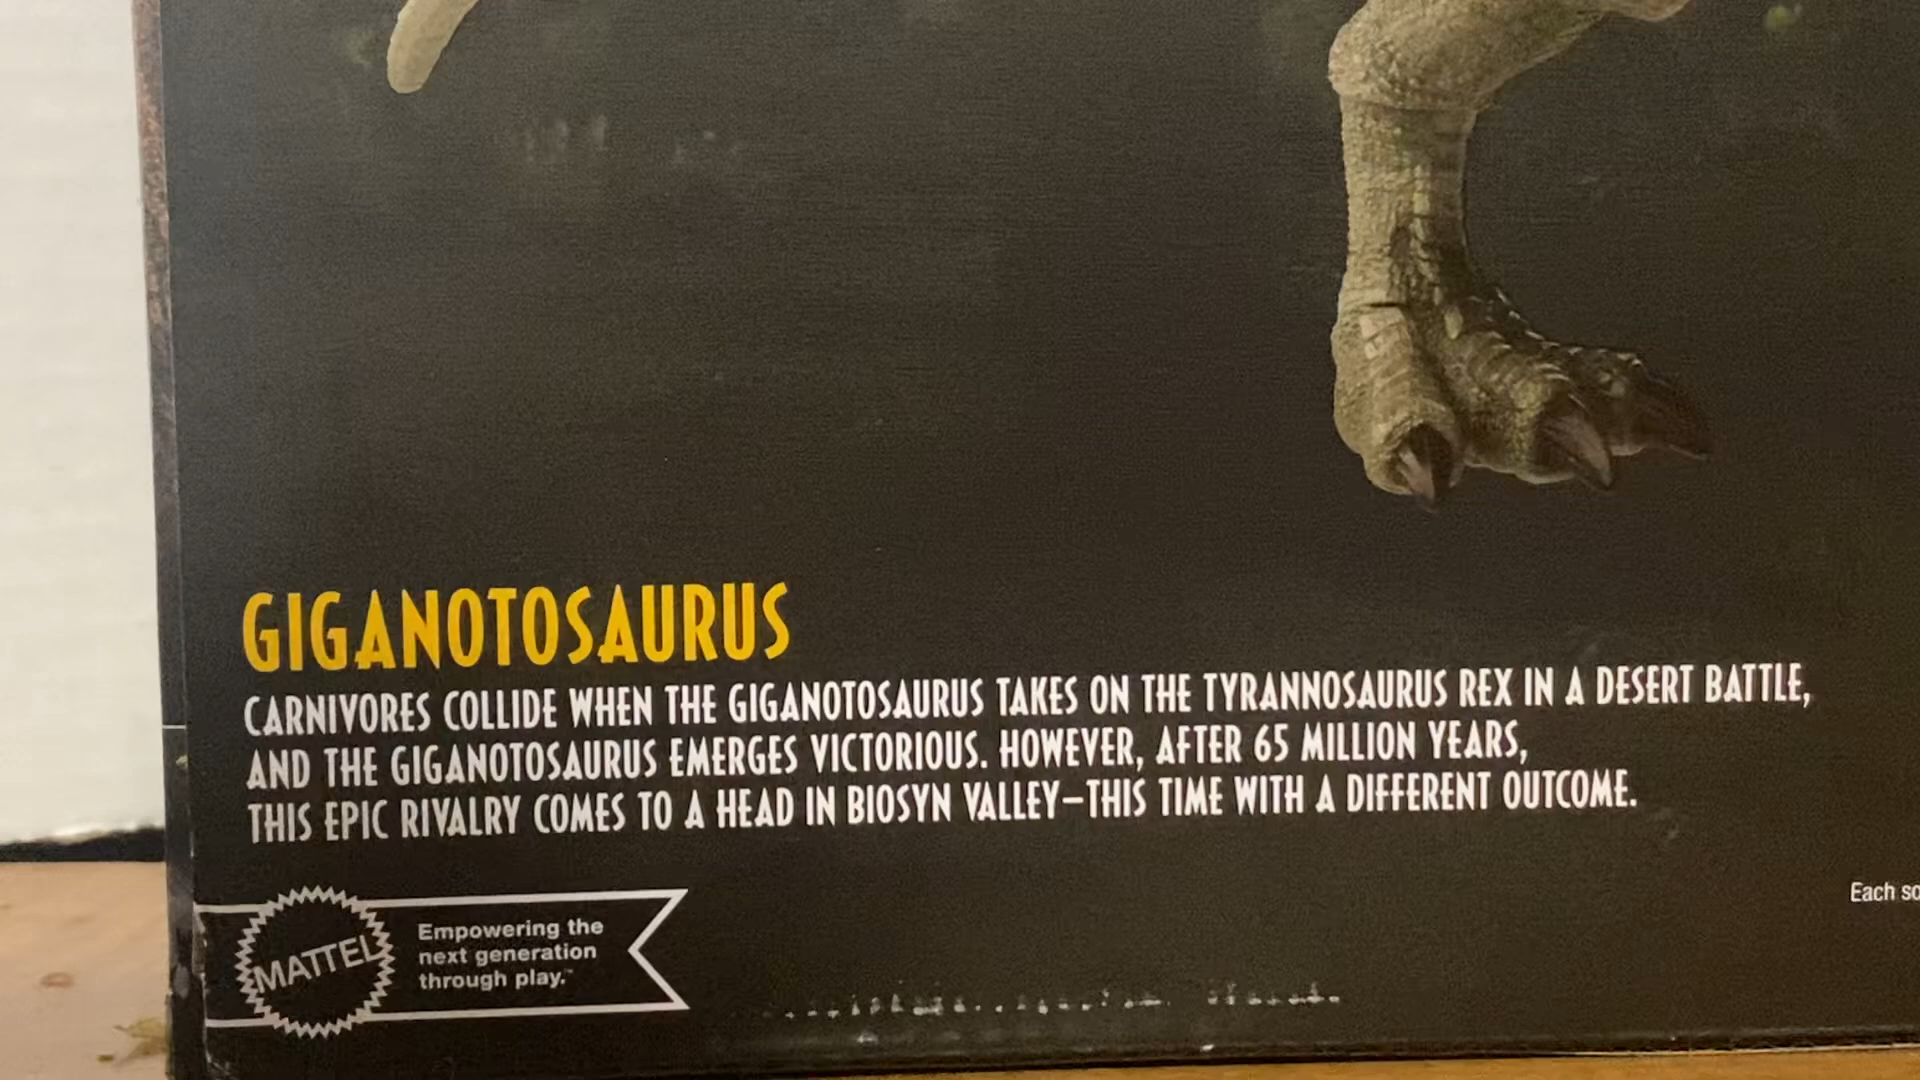 GIGANOTOSAURUS
CARNIVORES COLLIDE WHEN THE GIGANOTOSAURUS TAKES ON THE TYRANNOSAURUS REX IN A DESERT BATTLE,
AND THE GIGANOTOSAURUS EMERGES VICTORIOUS. HOWEVER, AFTER 65 MILLION YEARS,
THIS EPIC RIVALRY COMES TO A HEAD IN BIOSYN VALLEY–THIS TIME WITH A DIFFERENT OUTCOME.
Each
MATTEL
Empowering the
next generation
through play.™